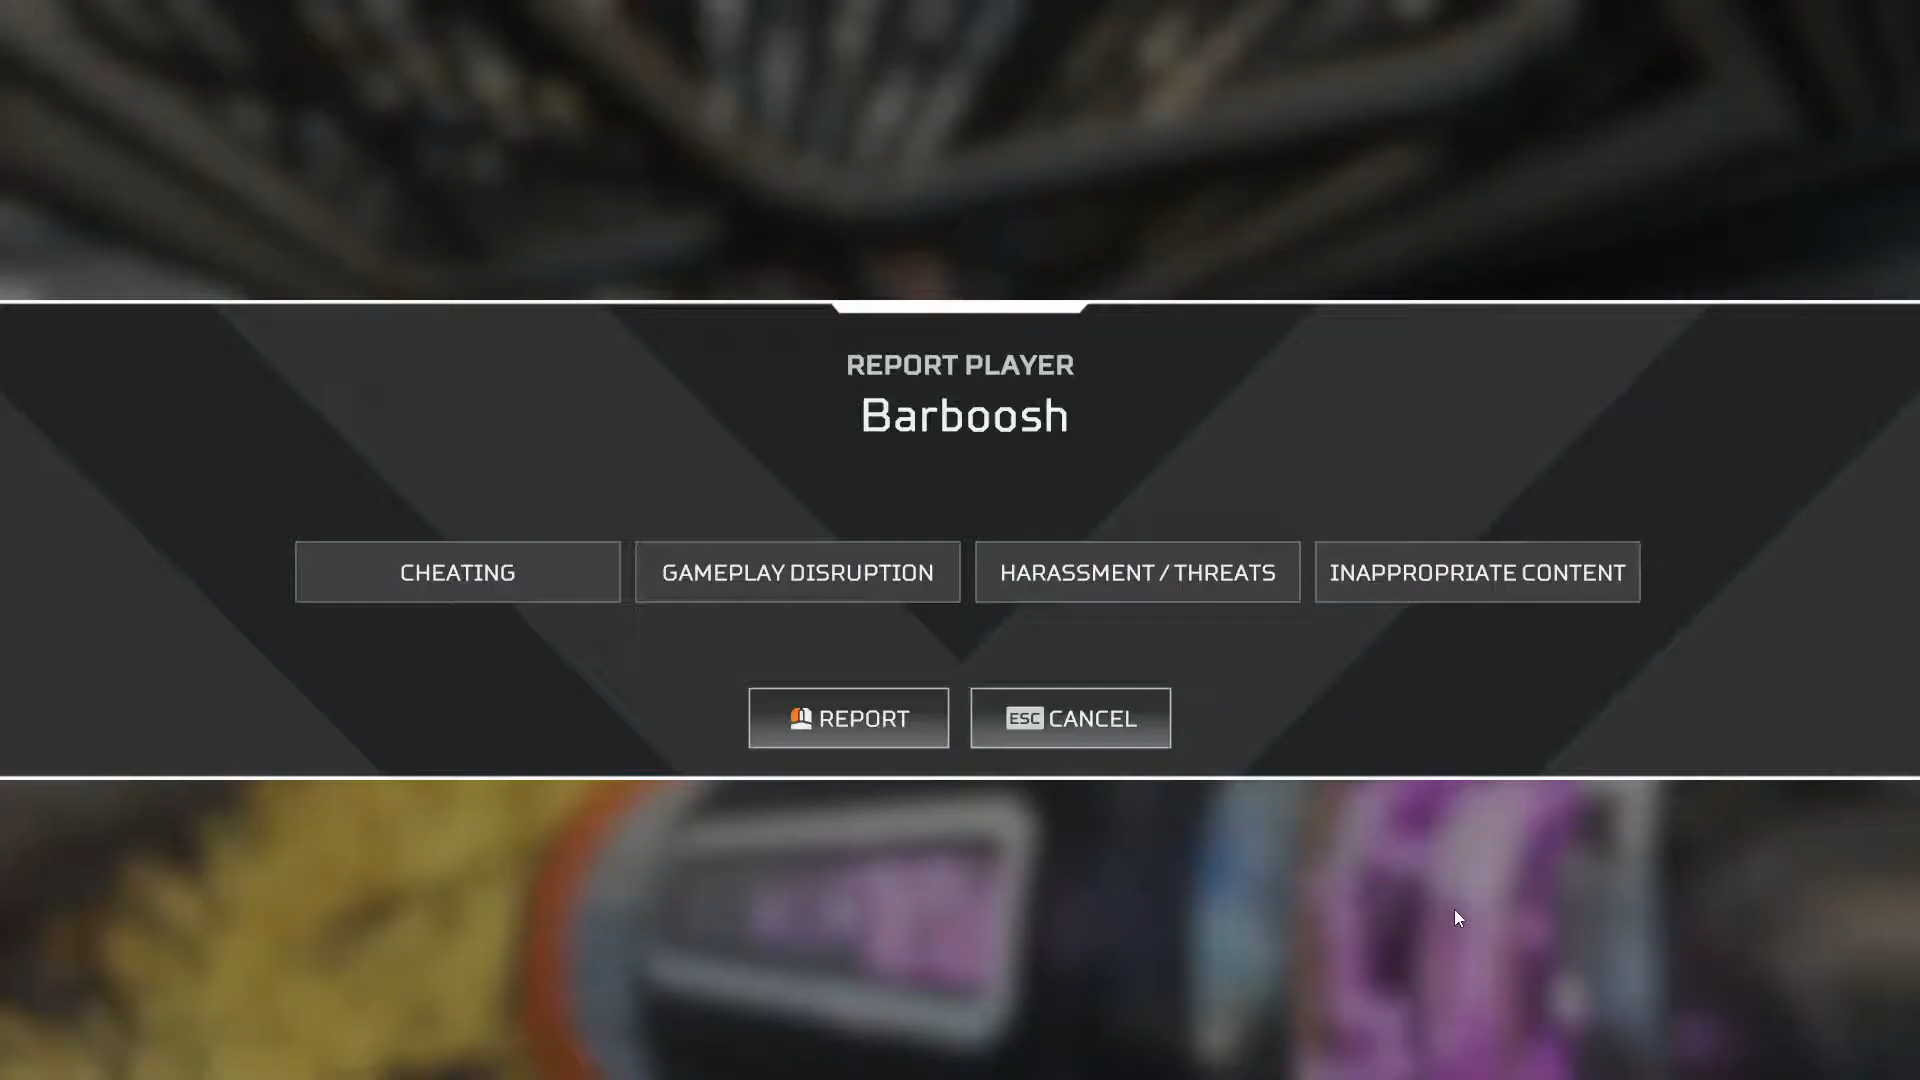 REPORT PLAYER
Barboosh
CHEATING
GAMEPLAY DISRUPTION
HARASSMENT / THREATS
INAPPROPRIATE CONTENT
REPORT
ESC CANCEL